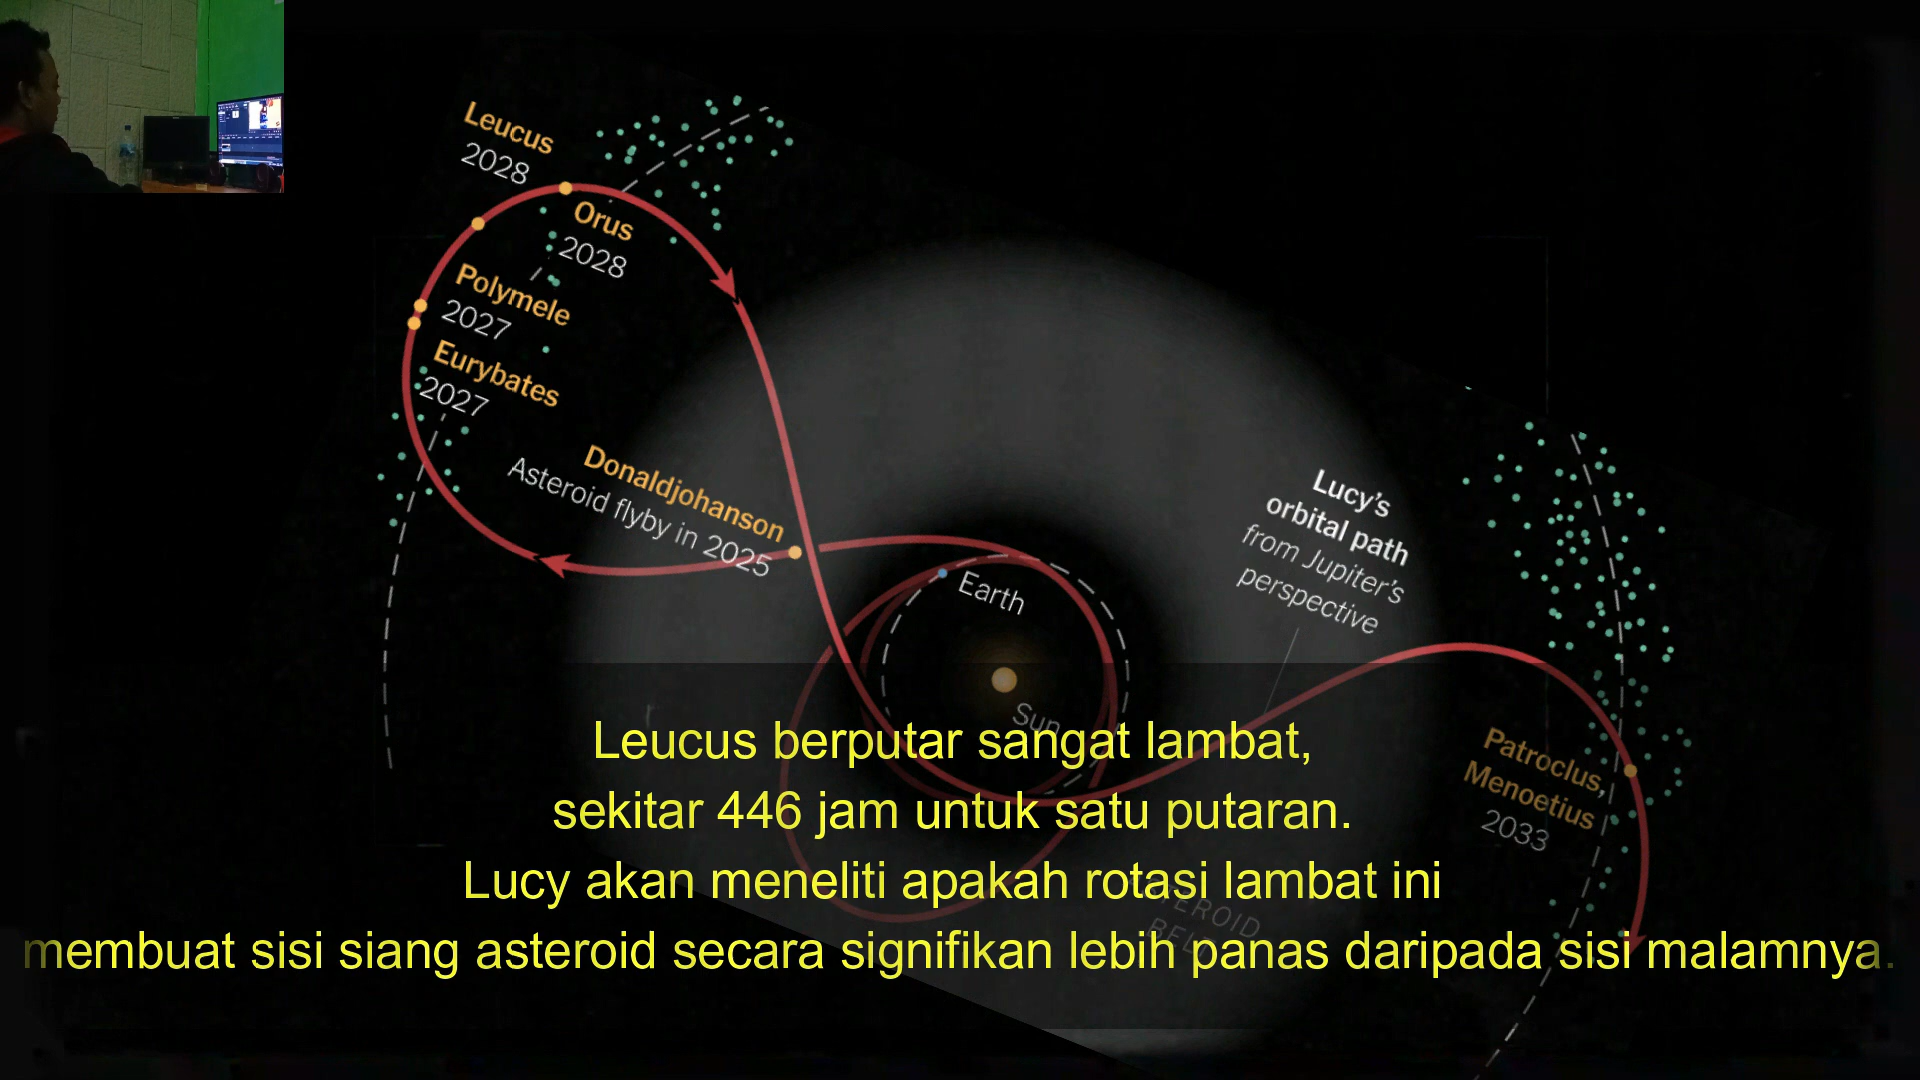 Leucus
2028
Orus
2028
Polymele
2027
Eurybates
2027
Donaldjohanson
Asteroid flyby in 2025
Earth
Sun
Lucy's
orbital path
from Jupiter's
perspective
Patroclus,
Menoetius
2033
Leucus berputar sangat lambat,
sekitar 446 jam untuk satu putaran.
Lucy akan meneliti apakah rotasi lambat ini
membuat sisi siang asteroid secara signifikan lebih panas daripada sisi malamnya.